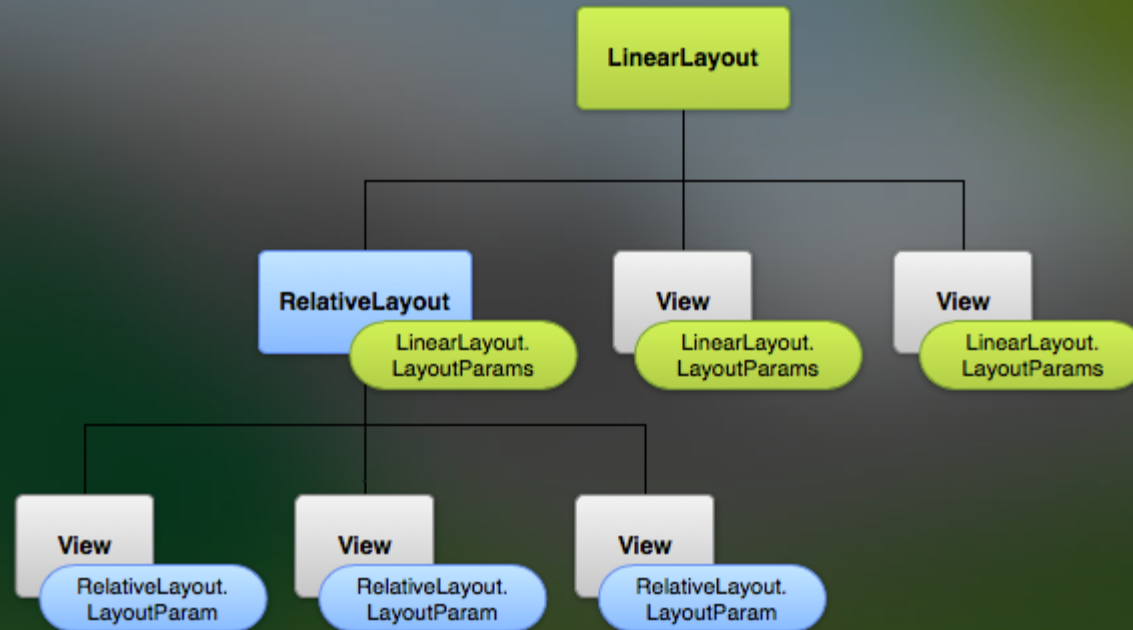 LinearLayout
RelativeLayout
LinearLayout.
LayoutParams
View
LinearLayout.
LayoutParams
View
LinearLayout.
LayoutParams
View
RelativeLayout.
LayoutParam
View
RelativeLayout.
LayoutParam
View
RelativeLayout.
LayoutParam